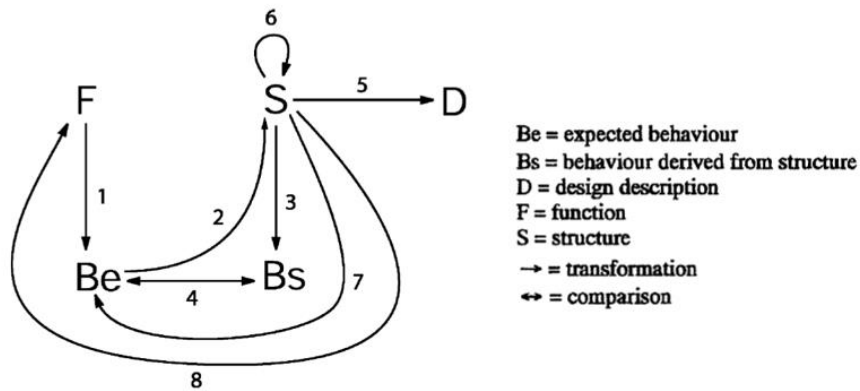 6
F
S
5
D
1
2
3
Be
4
Bs
7
8
Be = expected behaviour
Bs = behaviour derived from structure
D = design description
F = function
S = structure
→ = transformation
↔ = comparison